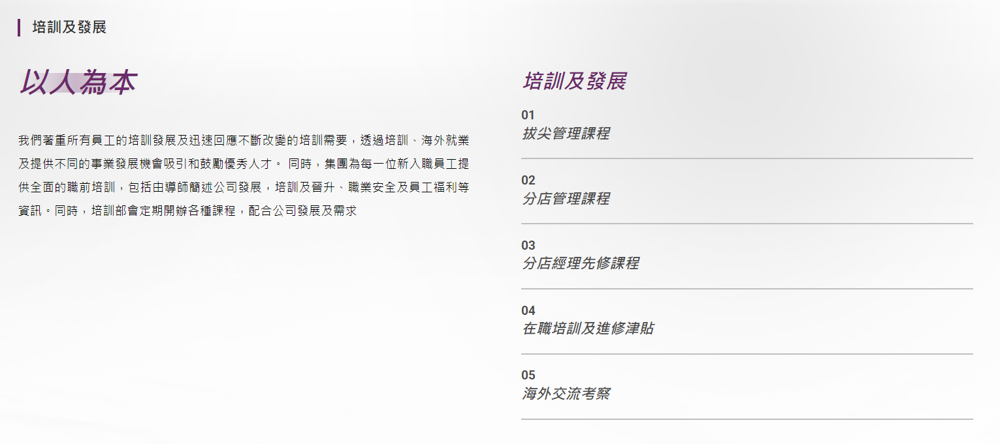 培訓及發展
以人為本
我們著重所有員工的培訓發展及迅速回應不斷改變的培訓需要，透過培訓、海外就業
及提供不同的事業發展機會吸引和鼓勵優秀人才。 同時，集團為每一位新入職員工提
供全面的職前培訓，包括由導師簡述公司發展，培訓及晉升、職業安全及員工福利等
資訊。同時，培訓部會定期開辦各種課程，配合公司發展及需求
培訓及發展
01
拔尖管理課程
02
分店管理課程
03
分店經理先修課程
04
在職培訓及進修津貼
05
海外交流考察